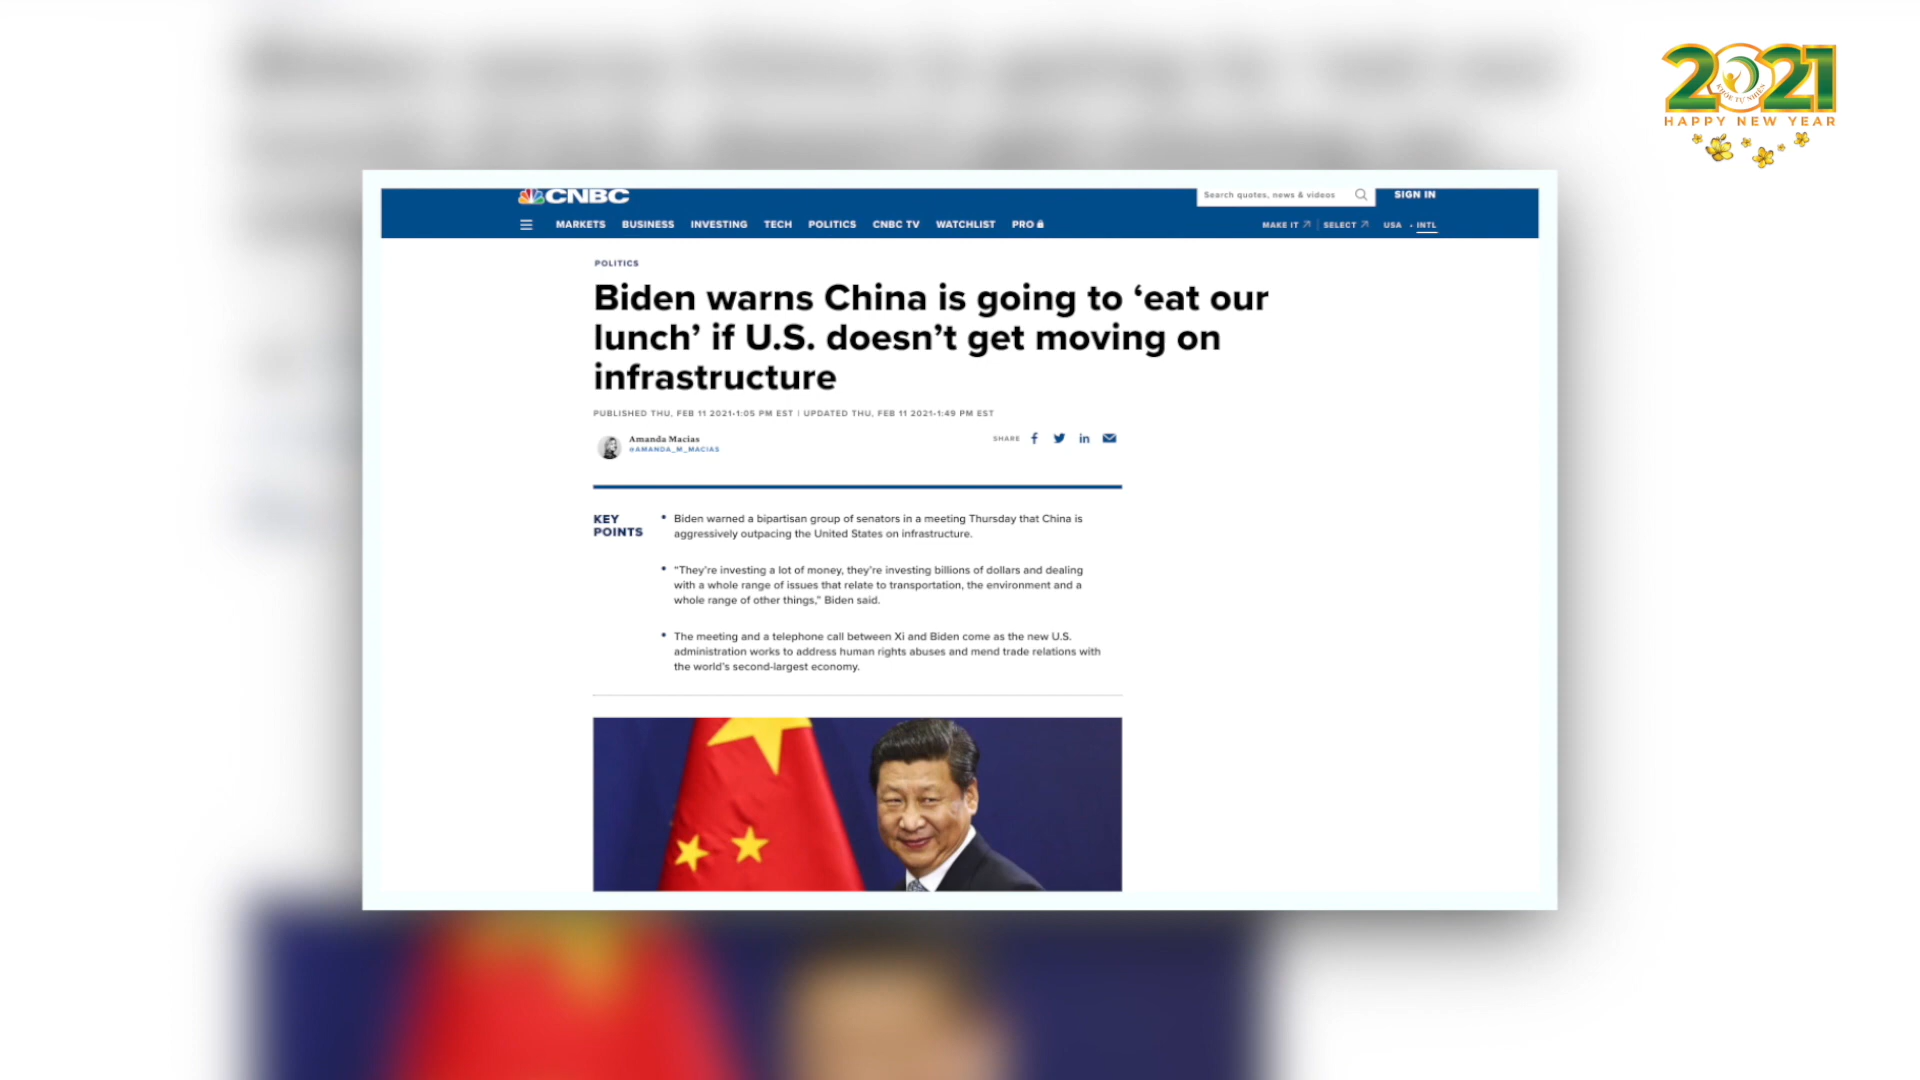 2021
KHỎE TỰ NHIÊN
HAPPY NEW YEAR
CNBC
Search quotes, news & videos
SIGN IN
MARKETS BUSINESS INVESTING TECH POLITICS CNBC TV WATCHLIST PRO
MAKE IT SELECT USA • INTL
POLITICS
Biden warns China is going to ‘eat our
lunch’ if U.S. doesn’t get moving on
infrastructure
PUBLISHED THU, FEB 11 2021•1:05 PM EST | UPDATED THU, FEB 11 2021•1:49 PM EST
Amanda Macias
@AMANDA_M_MACIAS
SHARE
KEY
POINTS
• Biden warned a bipartisan group of senators in a meeting Thursday that China is
aggressively outpacing the United States on infrastructure.
• “They’re investing a lot of money, they’re investing billions of dollars and dealing
with a whole range of issues that relate to transportation, the environment and a
whole range of other things,” Biden said.
• The meeting and a telephone call between Xi and Biden come as the new U.S.
administration works to address human rights abuses and mend trade relations with
the world’s second-largest economy.